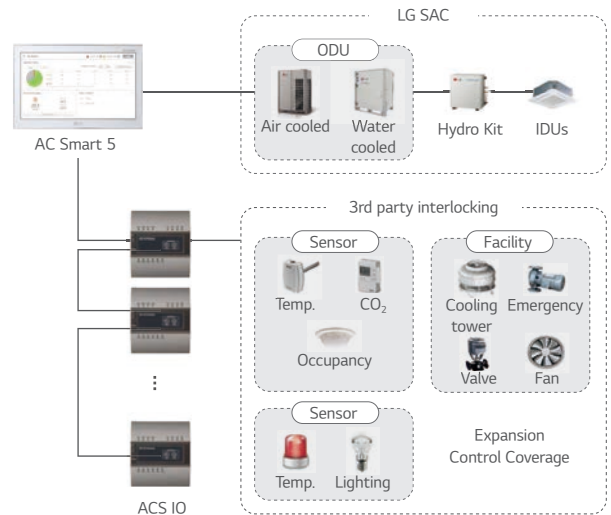 LG SAC
ODU
Air cooled
Water
cooled
Hydro Kit
IDUs
AC Smart 5
3rd party interlocking
Sensor
Temp.
CO₂
Occupancy
Facility
Cooling
tower
Emergency
Valve
Fan
Sensor
Temp.
Lighting
Expansion
Control Coverage
ACS IO